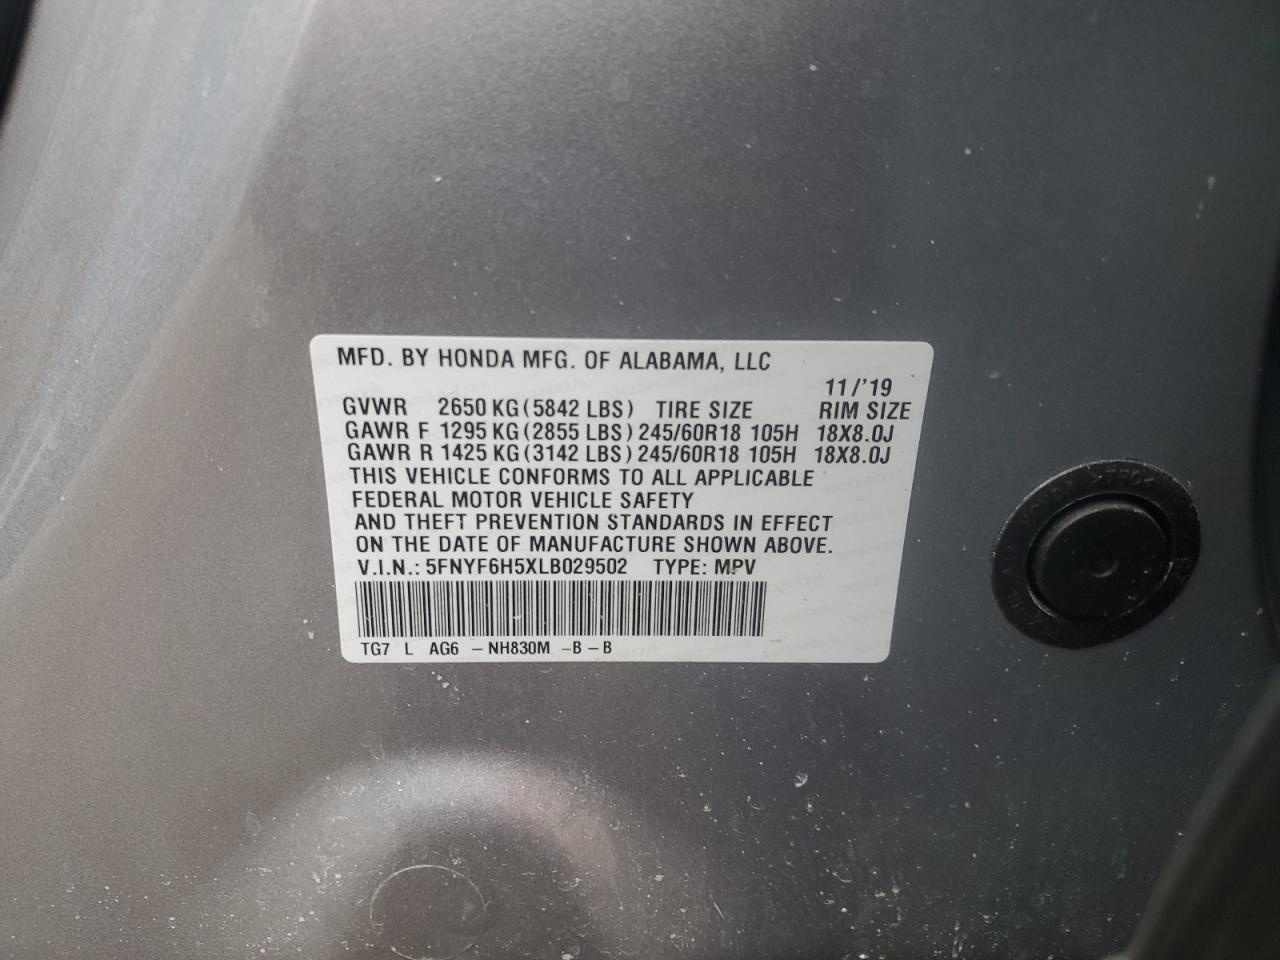 MFD. BY HONDA MFG. OF ALABAMA, LLC
11/'19
GVWR 2650 KG (5842 LBS) TIRE SIZE RIM SIZE
GAWR F 1295 KG (2855 LBS) 245/60R18 105H 18X8.0J
GAWR R 1425 KG (3142 LBS) 245/60R18 105H 18X8.0J
THIS VEHICLE CONFORMS TO ALL APPLICABLE
FEDERAL MOTOR VEHICLE SAFETY
AND THEFT PREVENTION STANDARDS IN EFFECT
ON THE DATE OF MANUFACTURE SHOWN ABOVE.
V.I.N.: 5FNYF6H5XLB029502 TYPE: MPV
TG7 L AG6 – NH830M – B – B